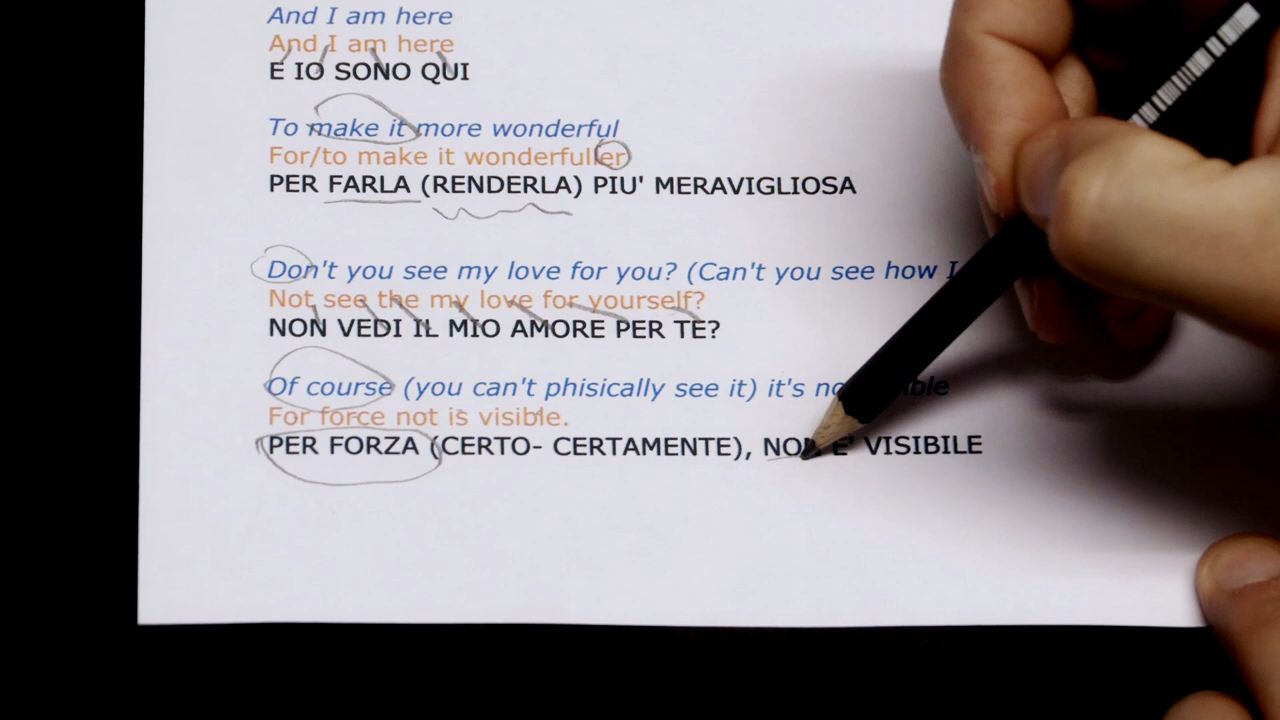 And I am here
And I am here
E IO SONO QUI
To make it more wonderful
For/to make it wonderfuller
PER FARLA (RENDERLA) PIU' MERAVIGLIOSA
Don't you see my love for you? (Can't you see how I
Not see the my love for yourself?
NON VEDI IL MIO AMORE PER TE?
Of course (you can't phisically see it) it's
For force not is visible.
PER FORZA (CERTO- CERTAMENTE), NON E' VISIBILE